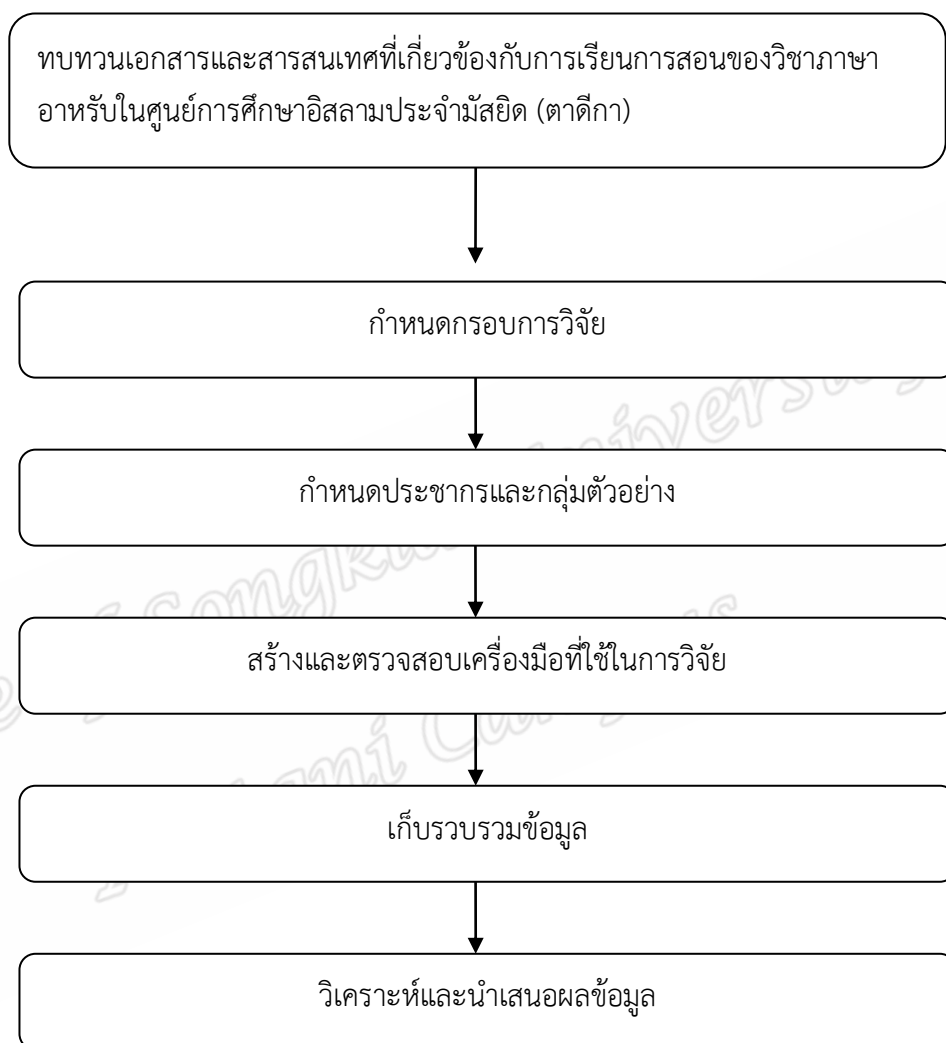 ทบทวนเอกสารและสารสนเทศที่เกี่ยวข้องกับการเรียนการสอนของวิชาภาษา
อาหรับในศูนย์การศึกษาอิสลามประจำมัสยิด (ตาดีกา)
กำหนดกรอบการวิจัย
กำหนดประชากรและกลุ่มตัวอย่าง
สร้างและตรวจสอบเครื่องมือที่ใช้ในการวิจัย
เก็บรวบรวมข้อมูล
วิเคราะห์และนำเสนอผลข้อมูล